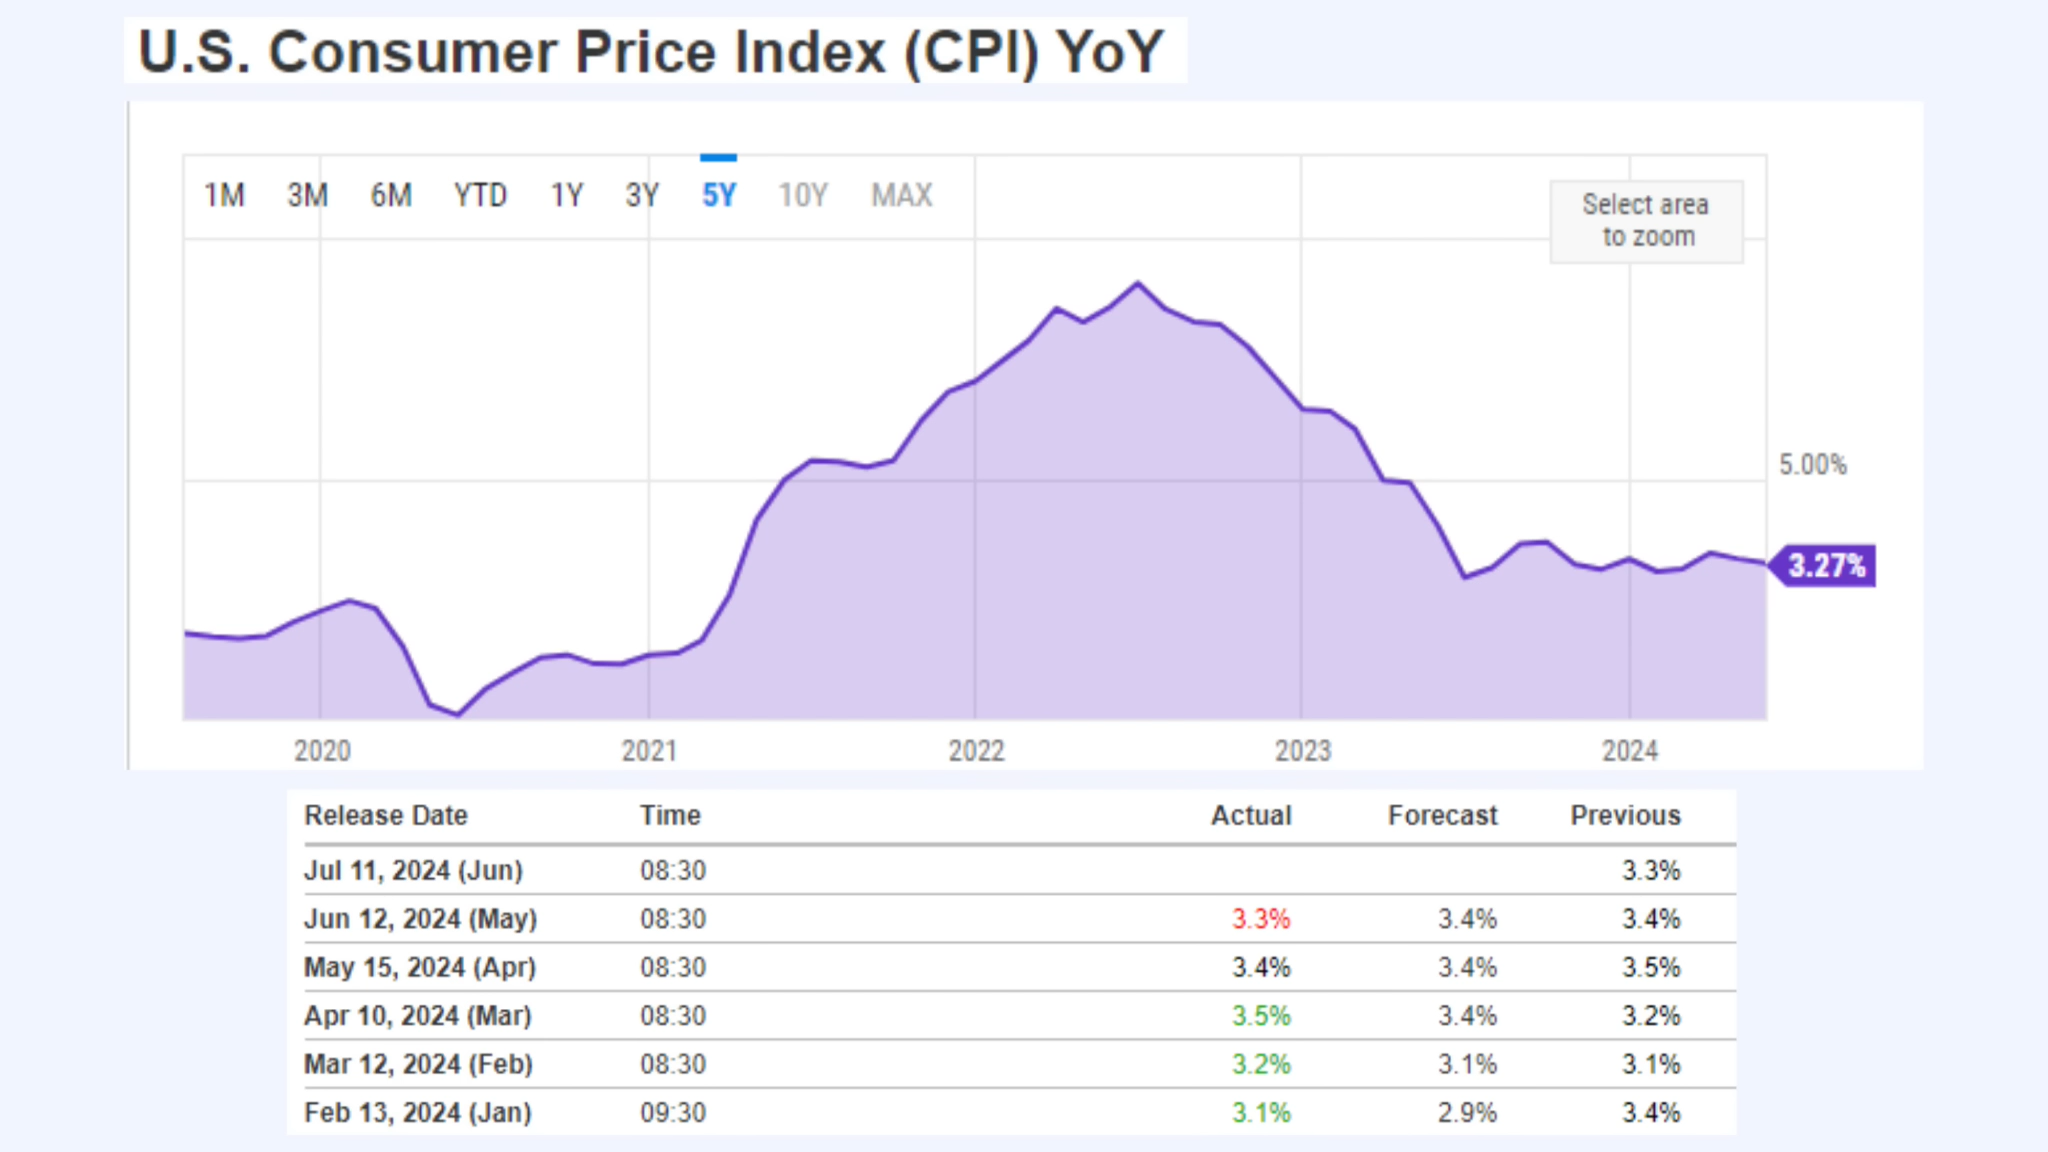 U.S. Consumer Price Index (CPI) YoY
1M 3M 6M YTD 1Y 3Y 5Y 10Y MAX
Select area
to zoom
5.00%
3.27%
2020 2021 2022 2023 2024
Release Date Time Actual Forecast Previous
Jul 11, 2024 (Jun) 08:30 3.3%
Jun 12, 2024 (May) 08:30 3.3% 3.4% 3.4%
May 15, 2024 (Apr) 08:30 3.4% 3.4% 3.5%
Apr 10, 2024 (Mar) 08:30 3.5% 3.4% 3.2%
Mar 12, 2024 (Feb) 08:30 3.2% 3.1% 3.1%
Feb 13, 2024 (Jan) 09:30 3.1% 2.9% 3.4%